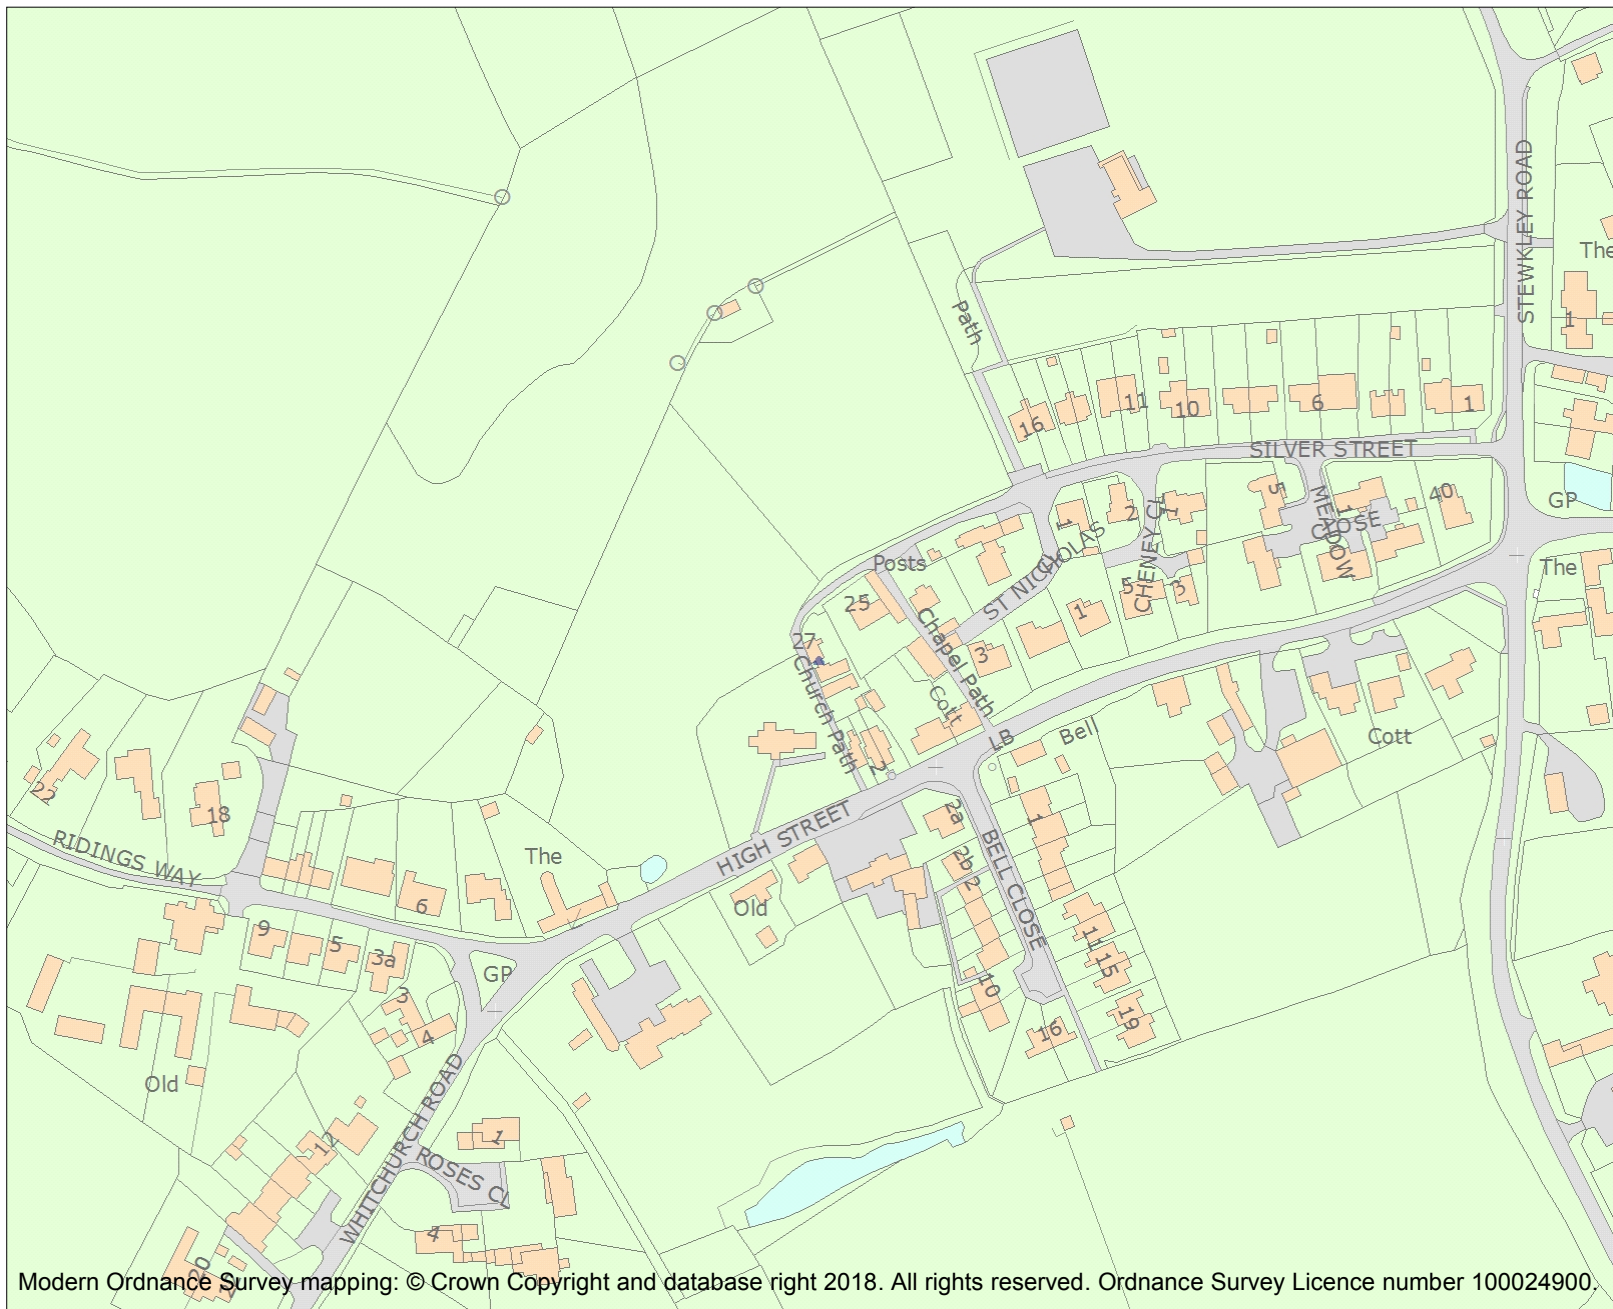 STEWKLEY ROAD
The
1
Path
16
11
10
6
1
SILVER STREET
5
MEADOW
CLOSE
1
40
GP
The
1
ST NICHOLAS
CL
2
1
CHENEY CL
5
3
1
3
Posts
25
27
Chapel Path
Church Path
Cott
2
LB
Bell
Cott
22
18
RIDINGS WAY
The
HIGH STREET
2a
1
BELL CLOSE
2b
2
Old
6
9
5
3a
GP
3
4
11
15
10
16
19
Old
12
WHITCHURCH ROAD
1
ROSES CL
4
20
Modern Ordnance Survey mapping: © Crown Copyright and database right 2018. All rights reserved. Ordnance Survey Licence number 100024900.